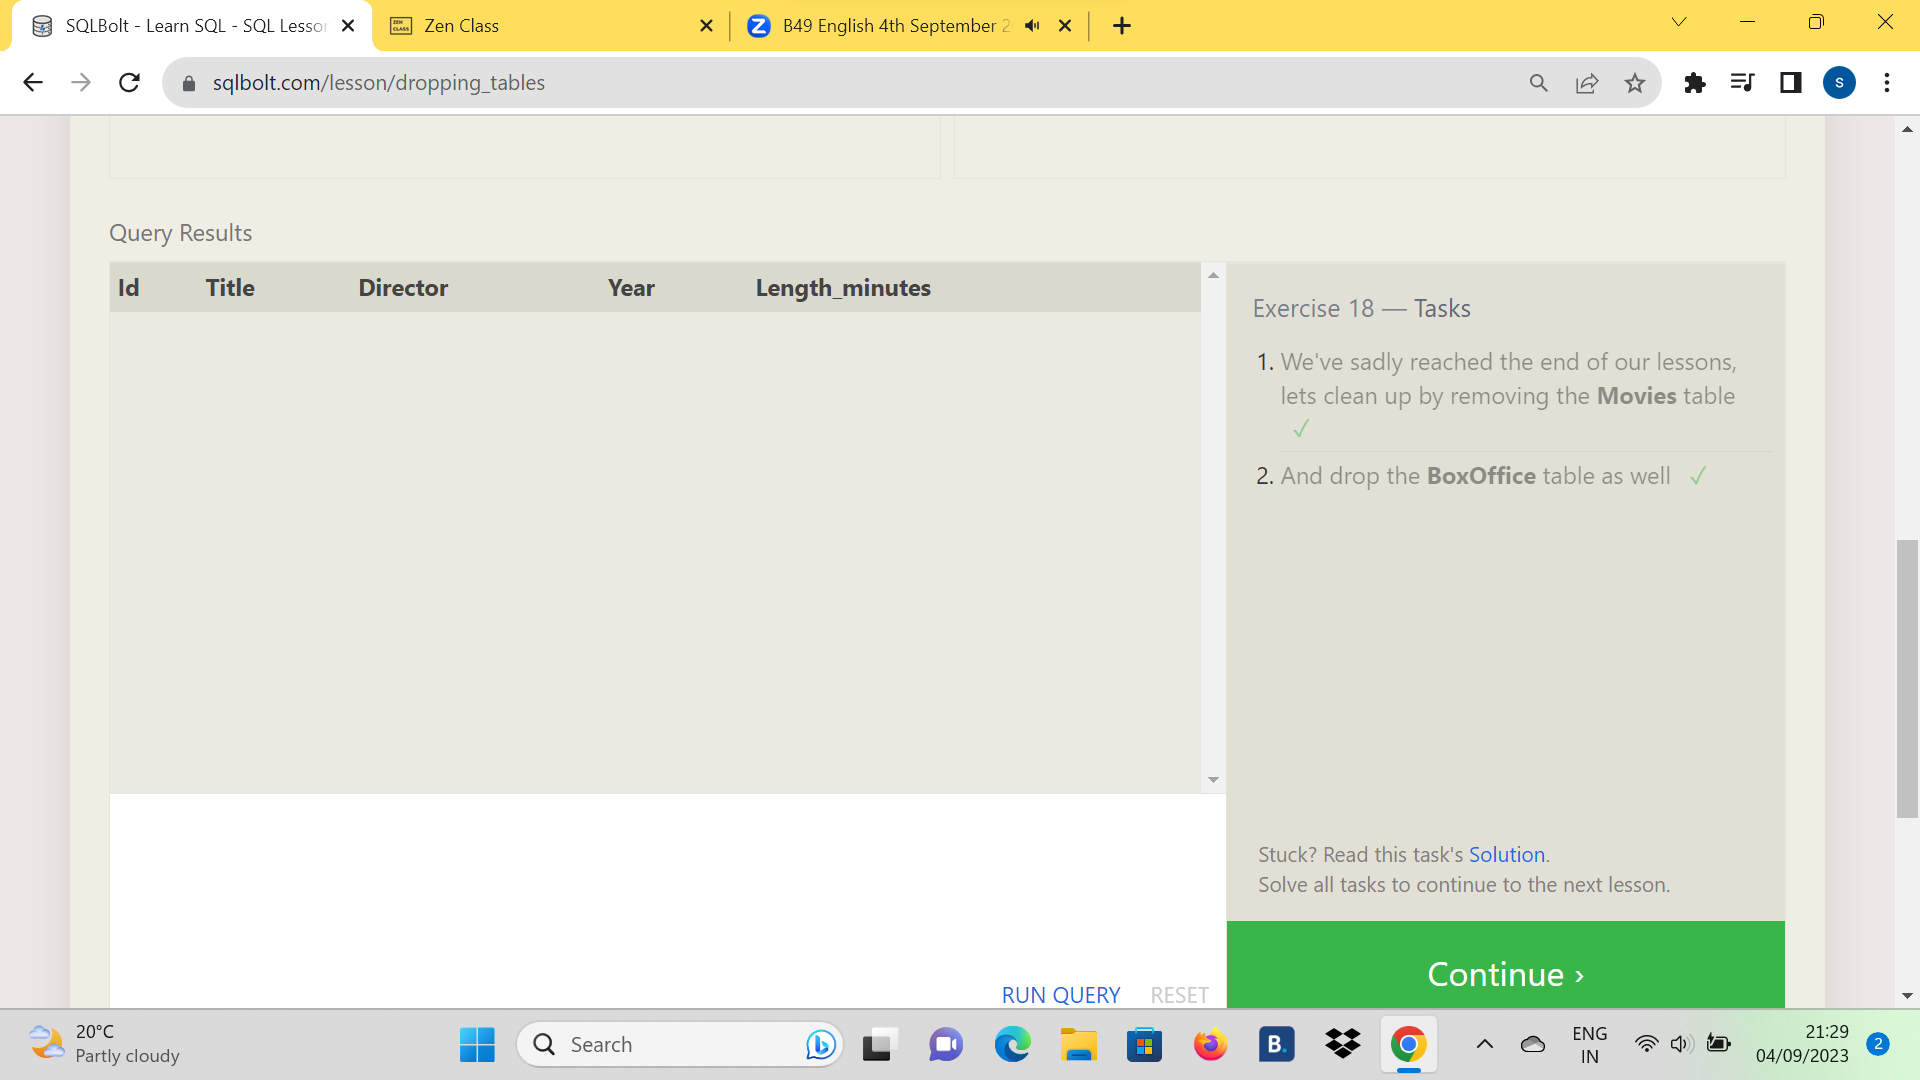 SQLBolt - Learn SQL - SQL Lesson
Zen Class
B49 English 4th September 2
sqlbolt.com/lesson/dropping_tables
S
Query Results
Id Title Director Year Length_minutes
Exercise 18 — Tasks
1. We've sadly reached the end of our lessons,
lets clean up by removing the Movies table
✓
2. And drop the BoxOffice table as well ✓
Stuck? Read this task's Solution.
Solve all tasks to continue to the next lesson.
RUN QUERY RESET
Continue ›
20°C
Partly cloudy
Search
B.
ENG
IN
21:29
04/09/2023
2